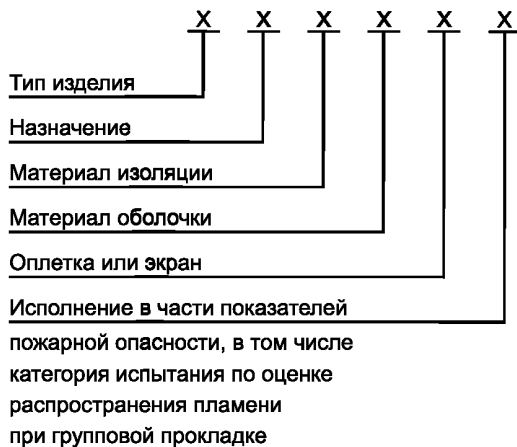 Х Х Х Х Х Х
Тип изделия
Назначение
Материал изоляции
Материал оболочки
Оплетка или экран
Исполнение в части показателей
пожарной опасности, в том числе
категория испытания по оценке
распространения пламени
при групповой прокладке